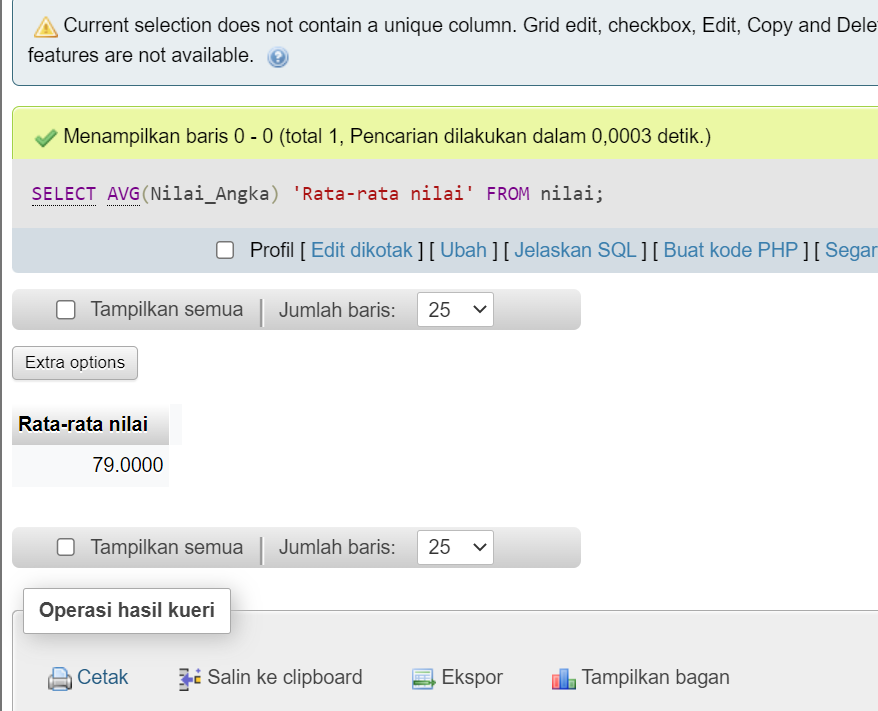 Current selection does not contain a unique column. Grid edit, checkbox, Edit, Copy and Dele
features are not available.
Menampilkan baris 0 - 0 (total 1, Pencarian dilakukan dalam 0,0003 detik.)
SELECT AVG(Nilai_Angka) 'Rata-rata nilai' FROM nilai;
Profil [ Edit dikotak ] [ Ubah ] [ Jelaskan SQL ] [ Buat kode PHP ] [ Segar
Tampilkan semua | Jumlah baris: 25
Extra options
Rata-rata nilai
79.0000
Tampilkan semua | Jumlah baris: 25
Operasi hasil kueri
Cetak Salin ke clipboard Ekspor Tampilkan bagan